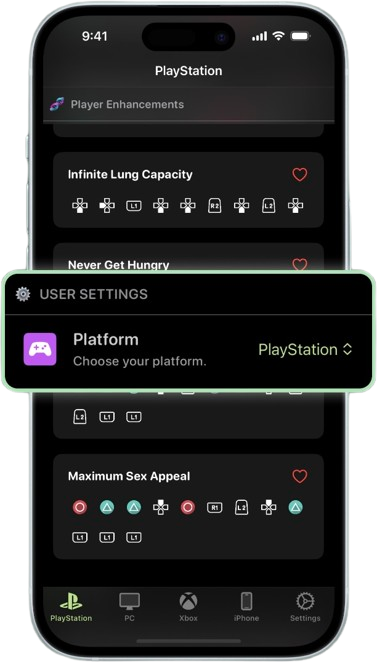 9:41
PlayStation
Player Enhancements
Infinite Lung Capacity
L1 R2 L2
Never Get Hungry
USER SETTINGS
Platform
Choose your platform.
PlayStation
L2 L1 L1
Maximum Sex Appeal
R1 L2
L1 L1 L1
PlayStation PC Xbox iPhone Settings